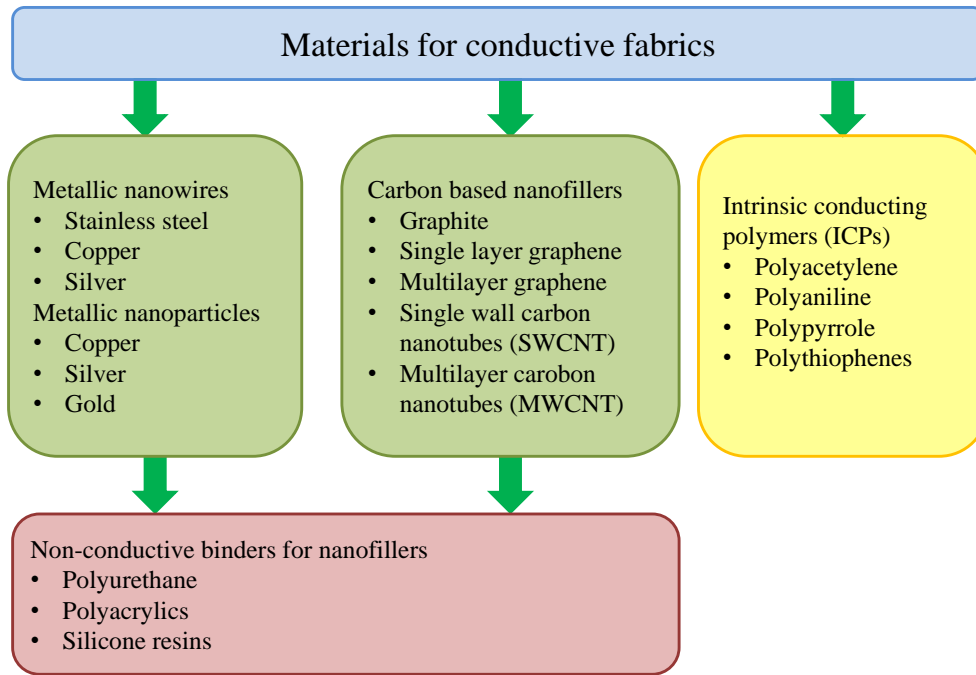 Materials for conductive fabrics
Metallic nanowires
• Stainless steel
• Copper
• Silver
Metallic nanoparticles
• Copper
• Silver
• Gold
Carbon based nanofillers
• Graphite
• Single layer graphene
• Multilayer graphene
• Single wall carbon
nanotubes (SWCNT)
• Multilayer carobon
nanotubes (MWCNT)
Intrinsic conducting
polymers (ICPs)
• Polyacetylene
• Polyaniline
• Polypyrrole
• Polythiophenes
Non-conductive binders for nanofillers
• Polyurethane
• Polyacrylics
• Silicone resins